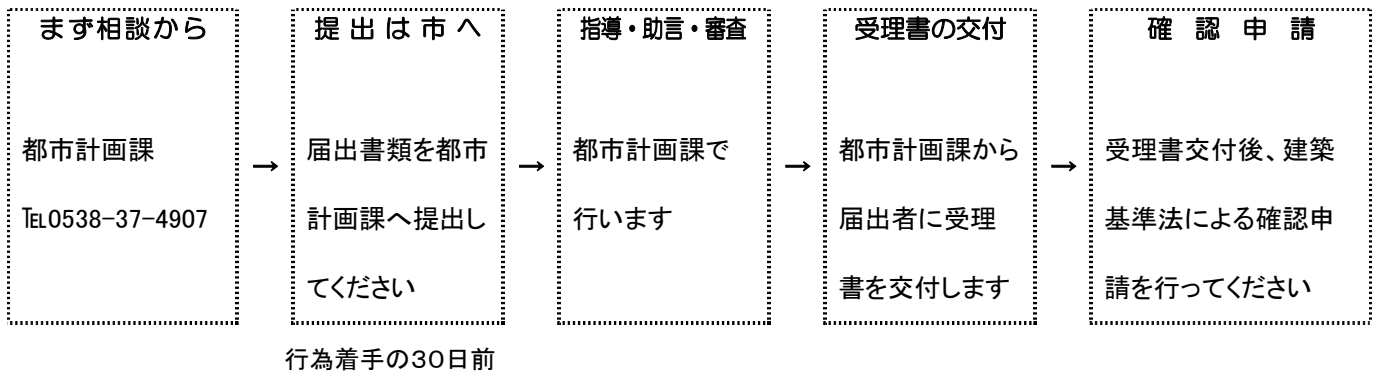 まず相談から
都市計画課
℡0538-37-4907
→
提出は市へ
届出書類を都市
計画課へ提出し
てください
行為着手の30日前
→
指導・助言・審査
都市計画課で
行います
→
受理書の交付
都市計画課から
届出者に受理
書を交付します
→
確認申請
受理書交付後、建築
基準法による確認申
請を行ってください